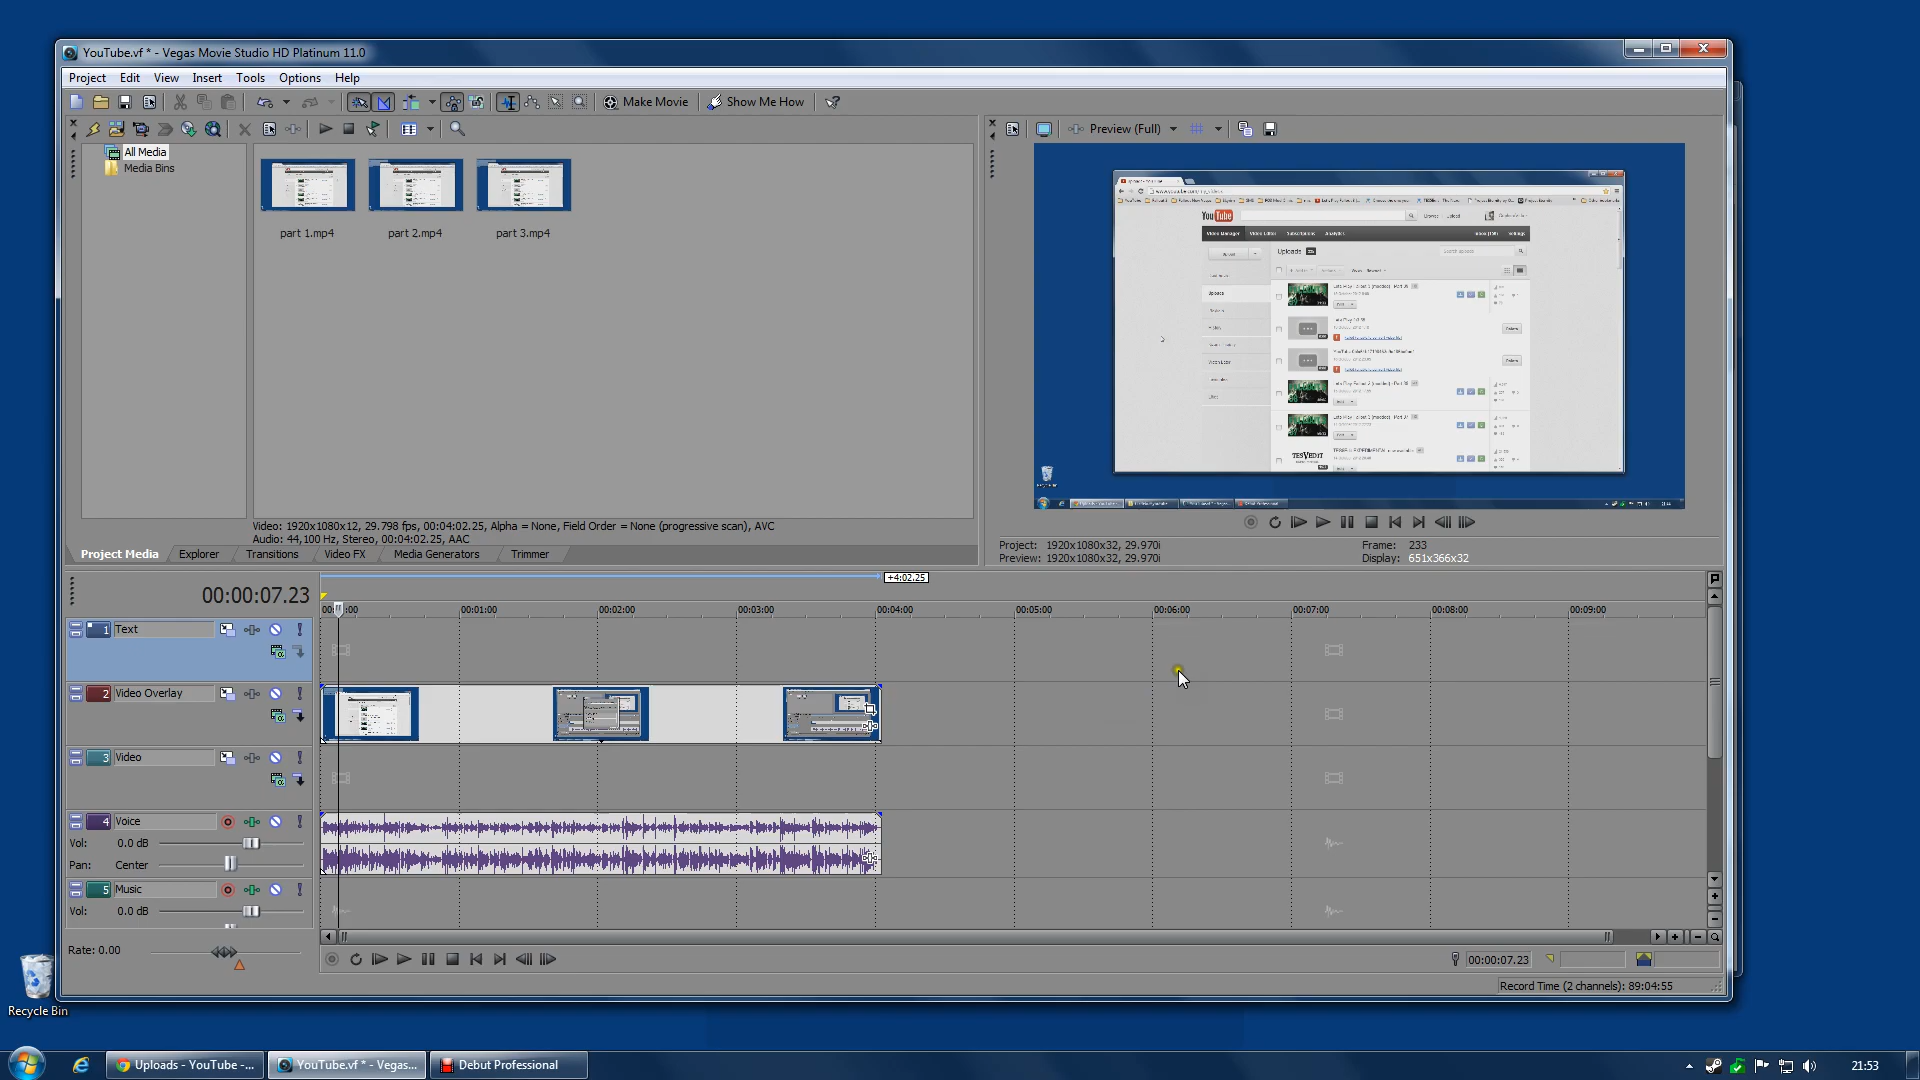 YouTube.vf * - Vegas Movie Studio HD Platinum 11.0
Project Edit View Insert Tools Options Help
Make Movie Show Me How
All Media
Media Bins
part 1.mp4 part 2.mp4 part 3.mp4
Video: 1920x1080x12, 29.798 fps, 00:04:02.25, Alpha = None, Field Order = None (progressive scan), AVC
Audio: 44,100 Hz, Stereo, 00:04:02.25, AAC
Project Media Explorer Transitions Video FX Media Generators Trimmer
Preview (Full)
YouTube
Video Manager Video Editor Subscriptions Analytics
Uploads
Project: 1920x1080x32, 29.970i Frame: 233
Preview: 1920x1080x32, 29.970i Display: 651x366x32
00:00:07.23
+4:02.25
00:01:00 00:02:00 00:03:00 00:04:00 00:05:00 00:06:00 00:07:00 00:08:00 00:09:00
1 Text
2 Video Overlay
3 Video
4 Voice
Vol: 0.0 dB
Pan: Center
5 Music
Vol: 0.0 dB
Rate: 0.00
00:00:07.23
Record Time (2 channels): 89:04:55
Recycle Bin
Uploads - YouTube -... YouTube.vf * - Vegas... Debut Professional
21:53